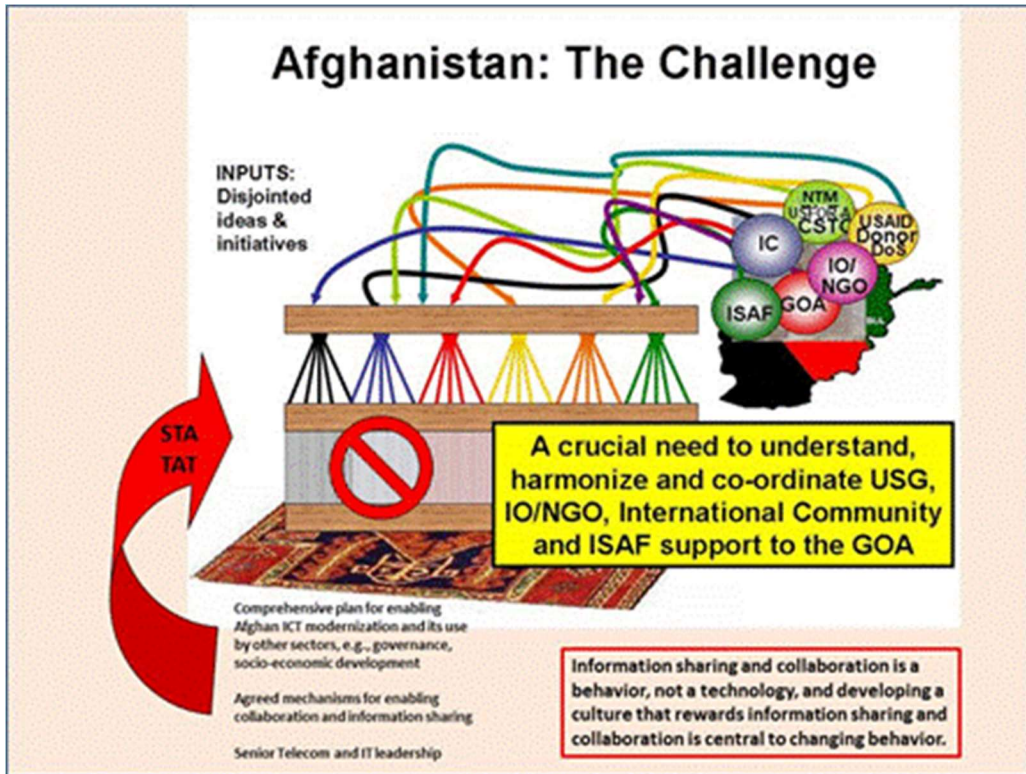 Afghanistan: The Challenge
INPUTS:
Disjointed
ideas &
initiatives
NTM
CSTC
USAID
Donor
DoS
IC
IO/
NGO
ISAF
GOA
STA
TAT
A crucial need to understand,
harmonize and co-ordinate USG,
IO/NGO, International Community
and ISAF support to the GOA
Comprehensive plan for enabling
Afghan ICT modernization and its use
by other sectors, e.g., governance,
socio-economic development
Agreed mechanisms for enabling
collaboration and information sharing
Senior Telecom and IT leadership
Information sharing and collaboration is a
behavior, not a technology, and developing a
culture that rewards information sharing and
collaboration is central to changing behavior.